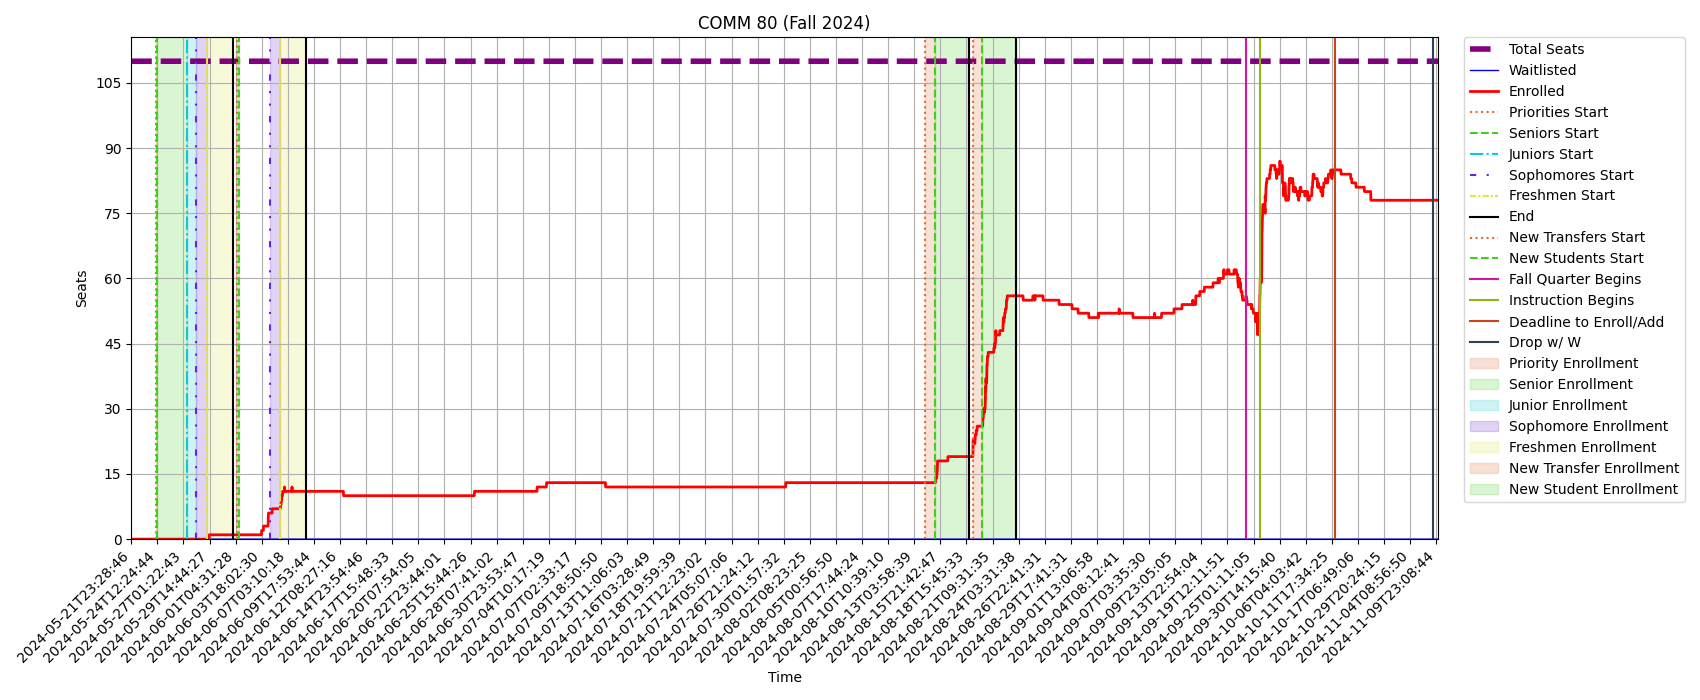 COMM 80 (Fall 2024)
Seats
105
90
75
60
45
30
15
0
2024-05-21T23:28:46
2024-05-24T12:24:44
2024-05-27T01:22:43
2024-05-29T14:44:27
2024-06-01T04:31:28
2024-06-03T18:02:30
2024-06-07T03:10:18
2024-06-09T17:53:44
2024-06-12T08:27:16
2024-06-14T23:54:46
2024-06-17T15:48:33
2024-06-20T07:54:05
2024-06-22T23:44:01
2024-06-25T15:44:26
2024-06-28T07:41:02
2024-06-30T23:53:47
2024-07-04T10:17:19
2024-07-07T02:33:17
2024-07-09T18:50:50
2024-07-13T11:06:03
2024-07-16T03:28:49
2024-07-18T19:59:39
2024-07-21T12:23:02
2024-07-24T05:07:06
2024-07-26T21:24:12
2024-07-30T01:57:32
2024-08-02T08:23:25
2024-08-05T00:56:50
2024-08-07T17:44:24
2024-08-10T10:39:10
2024-08-13T03:58:39
2024-08-15T21:42:47
2024-08-18T15:45:33
2024-08-21T09:31:35
2024-08-24T03:31:38
2024-08-26T22:41:31
2024-08-29T17:41:31
2024-09-01T13:06:58
2024-09-04T08:12:41
2024-09-07T03:35:30
2024-09-09T23:05:05
2024-09-13T22:54:04
2024-09-19T12:11:51
2024-09-25T01:11:05
2024-09-30T14:15:40
2024-10-06T04:03:42
2024-10-11T17:34:25
2024-10-17T06:49:06
2024-10-29T20:24:15
2024-11-04T08:56:50
2024-11-09T23:08:44
Time
Total Seats
Waitlisted
Enrolled
Priorities Start
Seniors Start
Juniors Start
Sophomores Start
Freshmen Start
End
New Transfers Start
New Students Start
Fall Quarter Begins
Instruction Begins
Deadline to Enroll/Add
Drop w/ W
Priority Enrollment
Senior Enrollment
Junior Enrollment
Sophomore Enrollment
Freshmen Enrollment
New Transfer Enrollment
New Student Enrollment